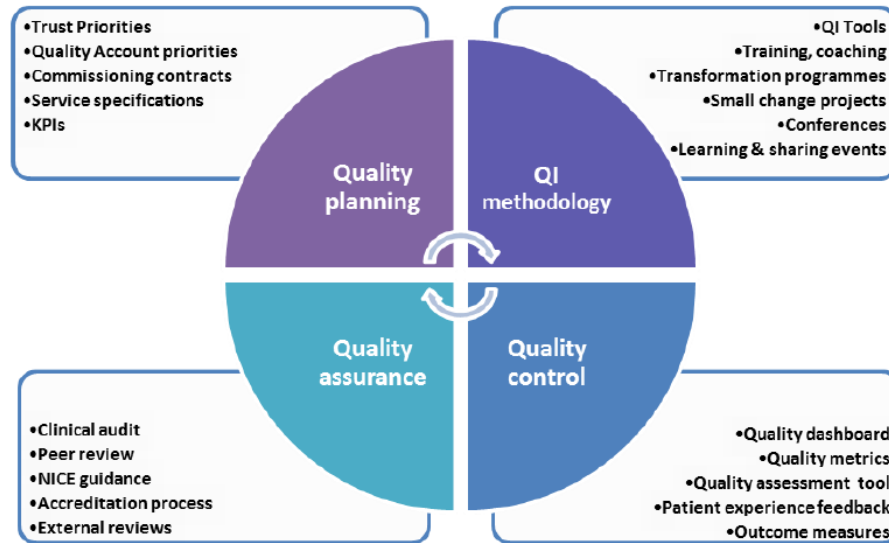 •Trust Priorities
•Quality Account priorities
•Commissioning contracts
•Service specifications
•KPIs
•QI Tools
•Training, coaching
•Transformation programmes
•Small change projects
•Conferences
•Learning & sharing events
Quality
planning
QI
methodology
Quality
assurance
Quality
control
•Clinical audit
•Peer review
•NICE guidance
•Accreditation process
•External reviews
•Quality dashboard
•Quality metrics
•Quality assessment tool
•Patient experience feedback
•Outcome measures